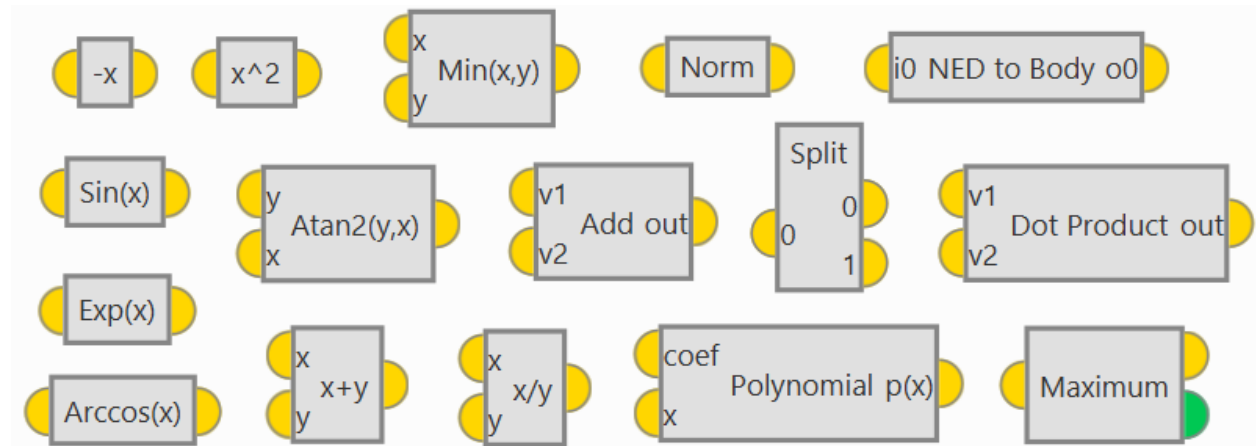 -x
x^2
x
y
Min(x,y)
Norm
i0 NED to Body o0
Sin(x)
y
x
Atan2(y,x)
v1
v2
Add out
Split
0
0
1
v1
v2
Dot Product out
Exp(x)
Arccos(x)
x
y
x+y
x
y
x/y
coef
x
Polynomial p(x)
Maximum